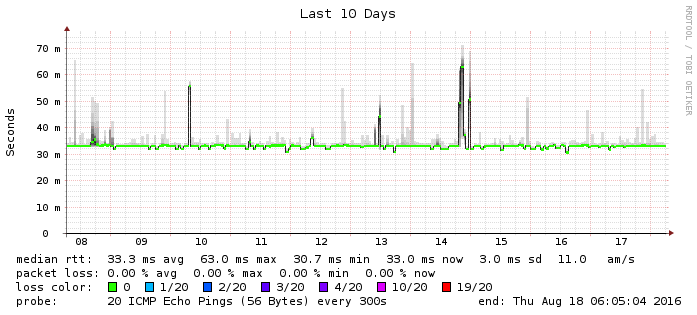 Last 10 Days
RRDTOOL / TOBI OETIKER
Seconds
70 m
60 m
50 m
40 m
30 m
20 m
10 m
0
08 09 10 11 12 13 14 15 16 17
median rtt: 33.3 ms avg 63.0 ms max 30.7 ms min 33.0 ms now 3.0 ms sd 11.0 am/s
packet loss: 0.00 % avg 0.00 % max 0.00 % min 0.00 % now
loss color: 0 1/20 2/20 3/20 4/20 10/20 19/20
probe: 20 ICMP Echo Pings (56 Bytes) every 300s end: Thu Aug 18 06:05:04 2016